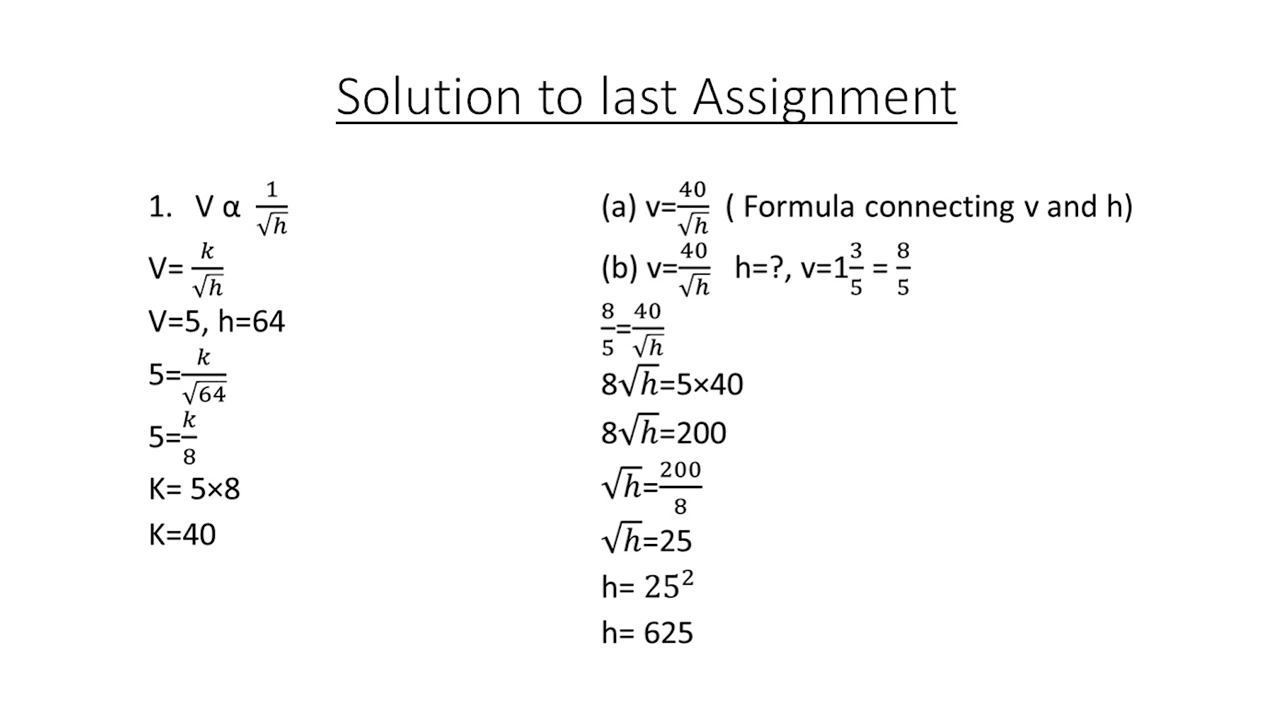 Solution to last Assignment
1. V α 1/√h
V= k/√h
V=5, h=64
5=k/√64
5=k/8
K= 5×8
K=40
(a) v=40/√h ( Formula connecting v and h)
(b) v=40/√h h=?, v=1 3/5 = 8/5
8/5=40/√h
8√h=5×40
8√h=200
√h=200/8
√h=25
h= 25²
h= 625